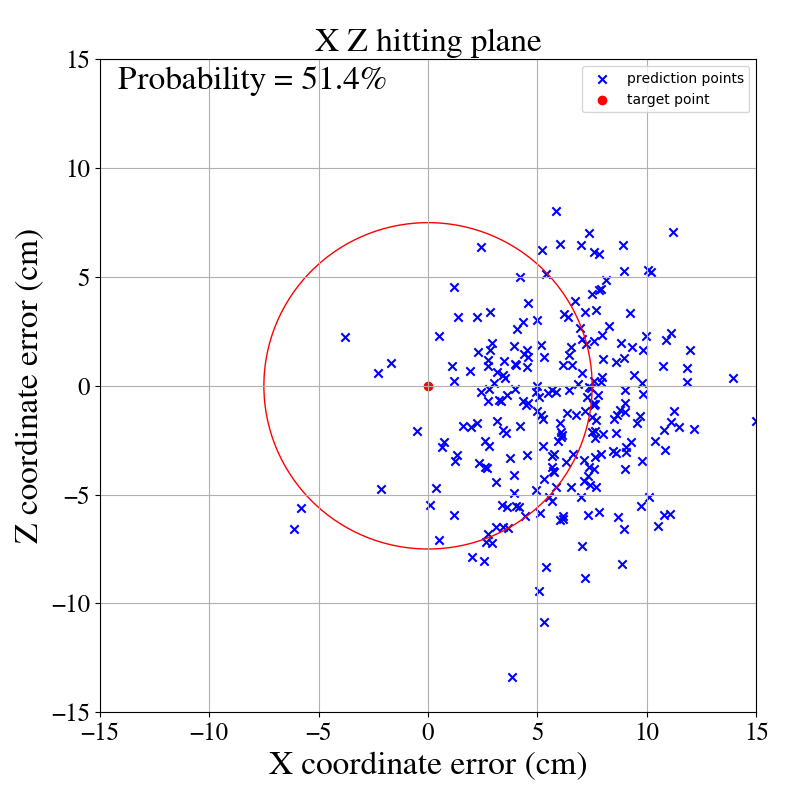 X Z hitting plane
Probability = 51.4%
prediction points
target point
Z coordinate error (cm)
15
10
5
0
−5
−10
−15
−15
−10
−5
0
5
10
15
X coordinate error (cm)